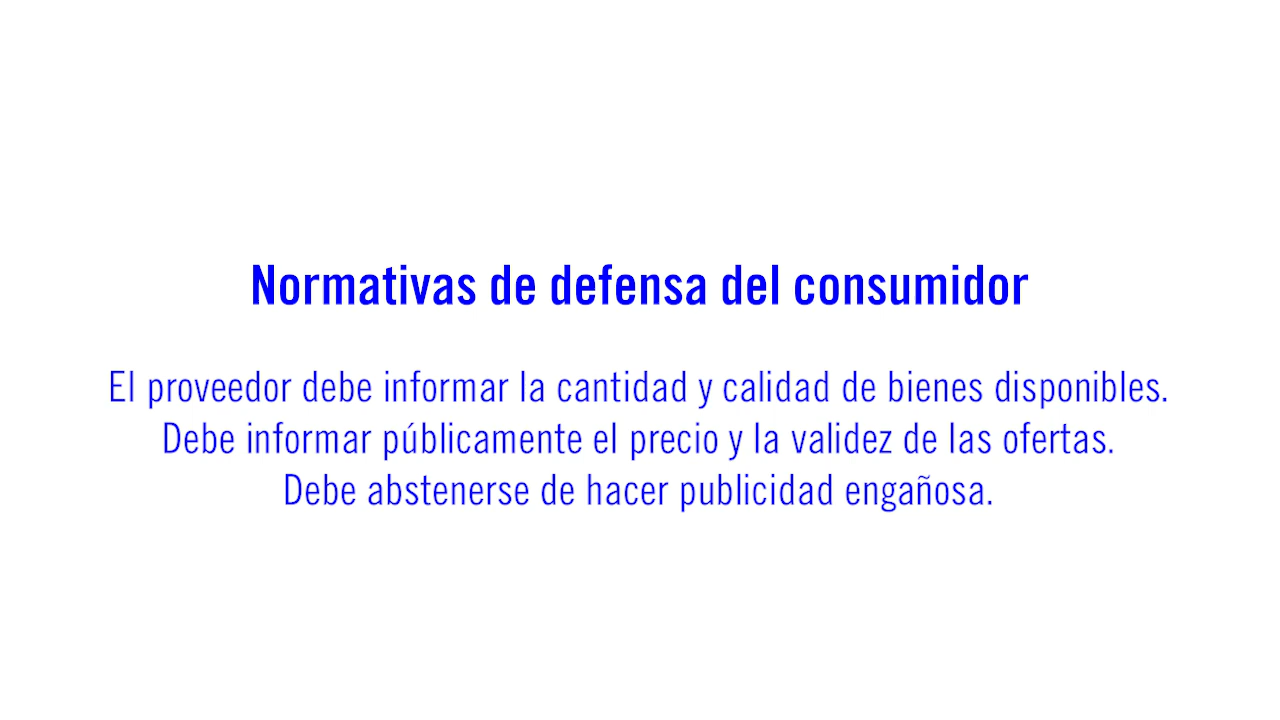 Normativas de defensa del consumidor
El proveedor debe informar la cantidad y calidad de bienes disponibles.
Debe informar públicamente el precio y la validez de las ofertas.
Debe abstenerse de hacer publicidad engañosa.